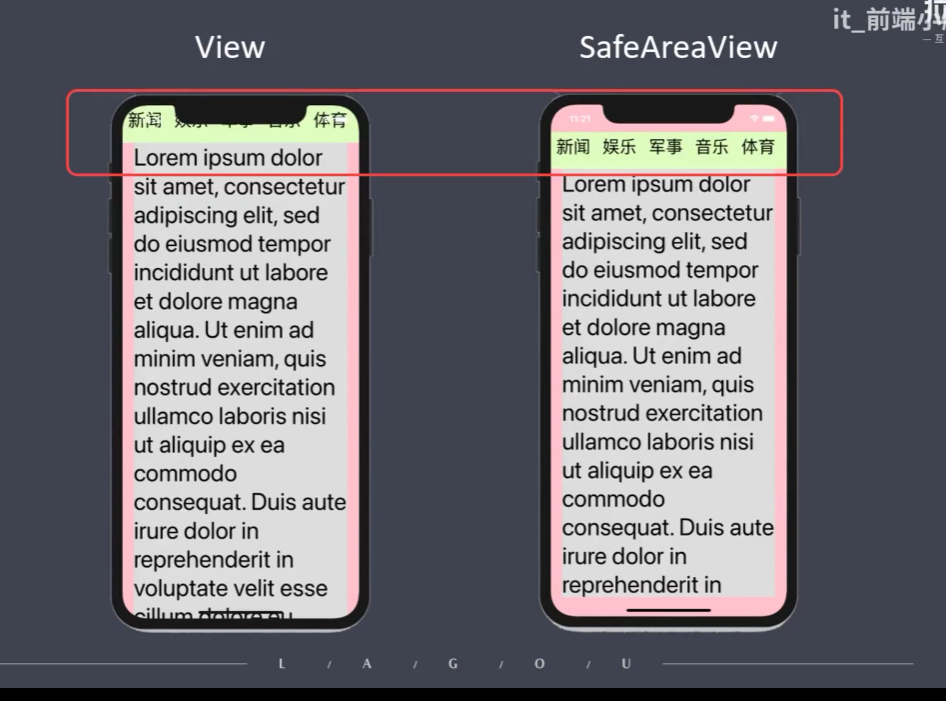 it_前端小
View
SafeAreaView
新闻 体育
Lorem ipsum dolor
sit amet, consectetur
adipiscing elit, sed
do eiusmod tempor
incididunt ut labore
et dolore magna
aliqua. Ut enim ad
minim veniam, quis
nostrud exercitation
ullamco laboris nisi
ut aliquip ex ea
commodo
consequat. Duis aute
irure dolor in
reprehenderit in
voluptate velit esse
cillum dolore eu
11:21
新闻 娱乐 军事 音乐 体育
Lorem ipsum dolor
sit amet, consectetur
adipiscing elit, sed
do eiusmod tempor
incididunt ut labore
et dolore magna
aliqua. Ut enim ad
minim veniam, quis
nostrud exercitation
ullamco laboris nisi
ut aliquip ex ea
commodo
consequat. Duis aute
irure dolor in
reprehenderit in
L / A / G / O / U